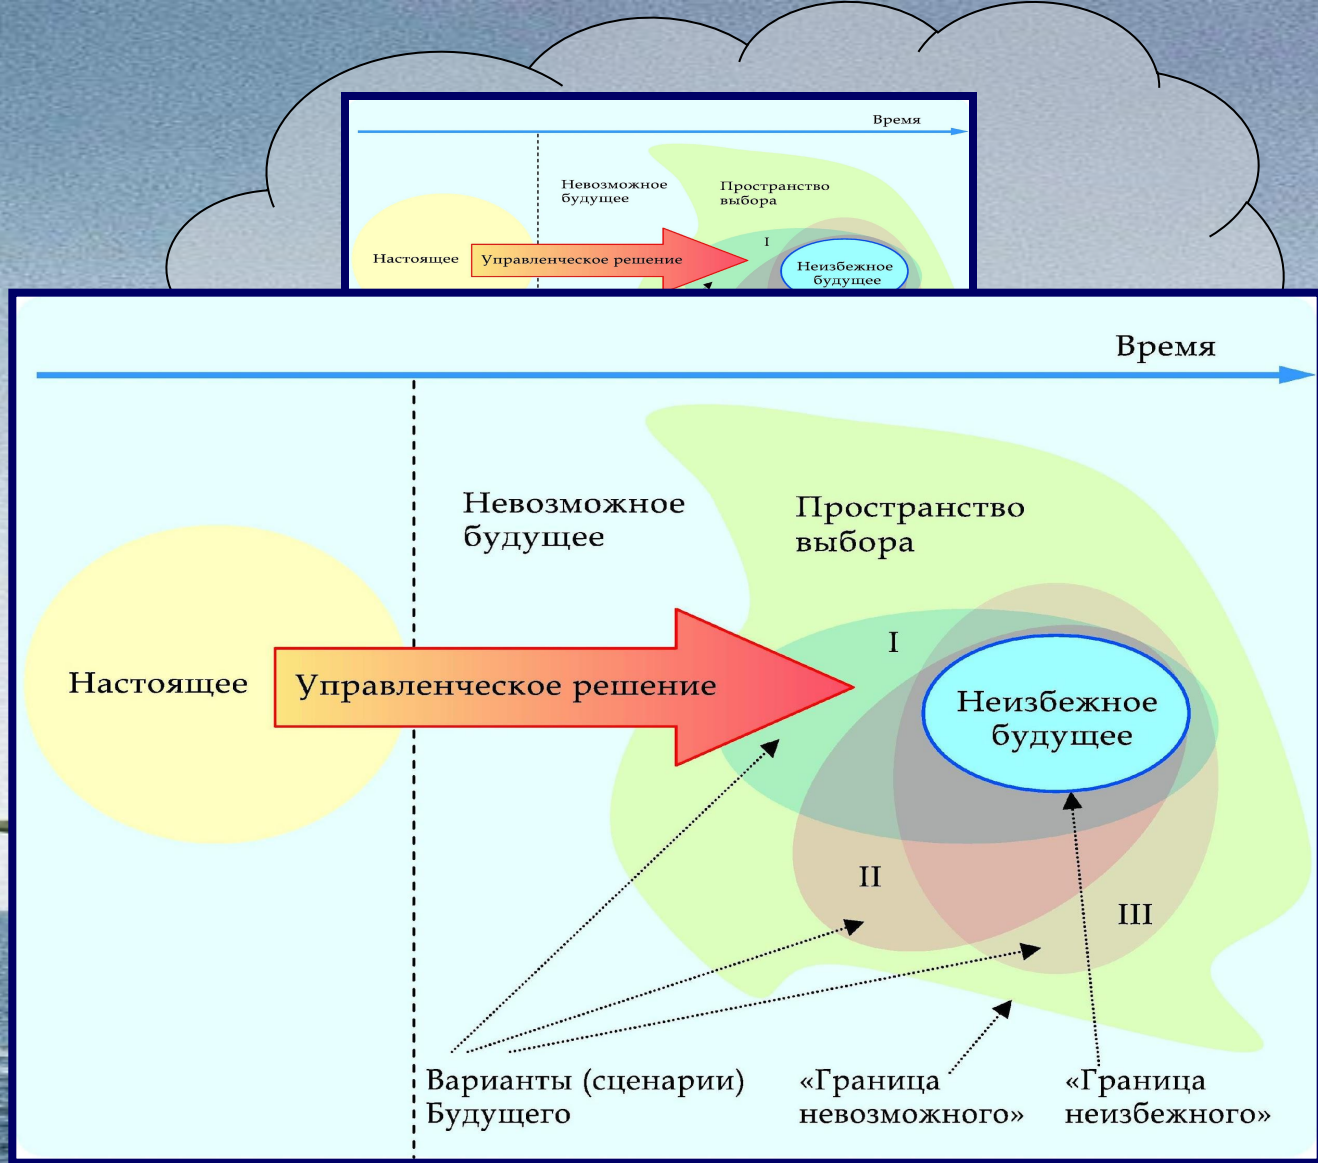 Время
Невозможное
будущее
Пространство
выбора
I
Настоящее
Управленческое решение
Неизбежное
будущее
Время
Невозможное
будущее
Пространство
выбора
I
Настоящее
Управленческое решение
Неизбежное
будущее
II
III
Варианты (сценарии)
Будущего
«Граница
невозможного»
«Граница
неизбежного»